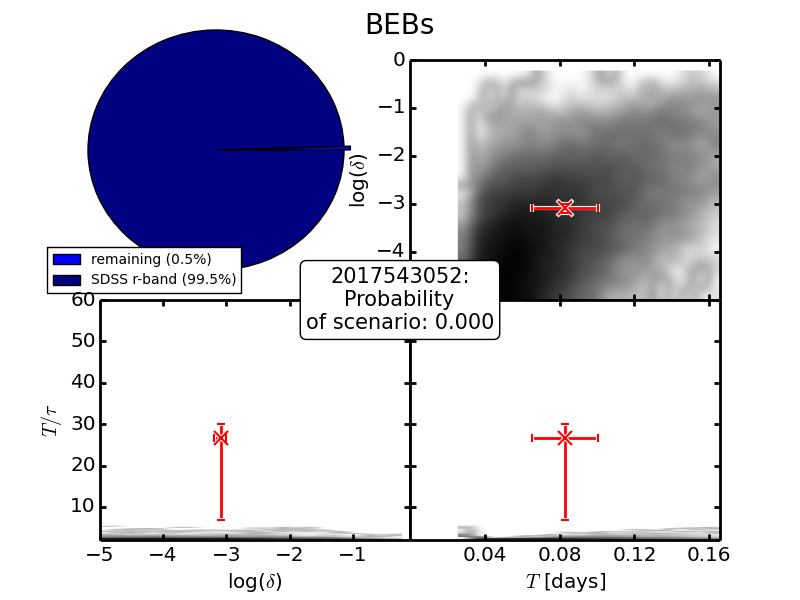 BEBs
0
−1
−2
−3
−4
log(δ)
remaining (0.5%)
SDSS r-band (99.5%)
2017543052:
Probability
of scenario: 0.000
60
50
40
30
20
10
T/τ
−5 −4 −3 −2 −1
log(δ)
0.04 0.08 0.12 0.16
T [days]